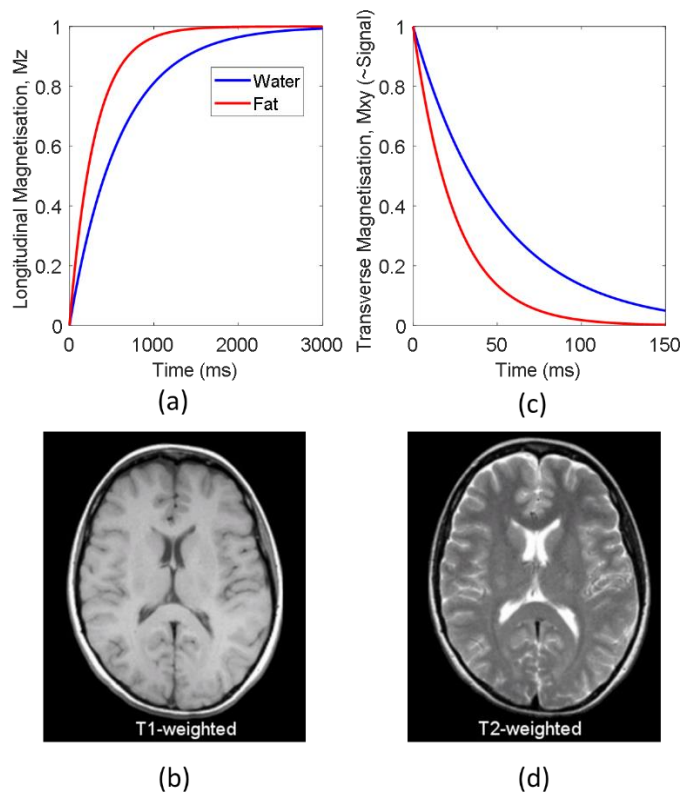 Longitudinal Magnetisation, Mz
1
0.8
0.6
0.4
0.2
0
0
1000
2000
3000
Time (ms)
Water
Fat
(a)
Transverse Magnetisation, Mxy (~Signal)
1
0.8
0.6
0.4
0.2
0
0
50
100
150
Time (ms)
(c)
T1-weighted
(b)
T2-weighted
(d)